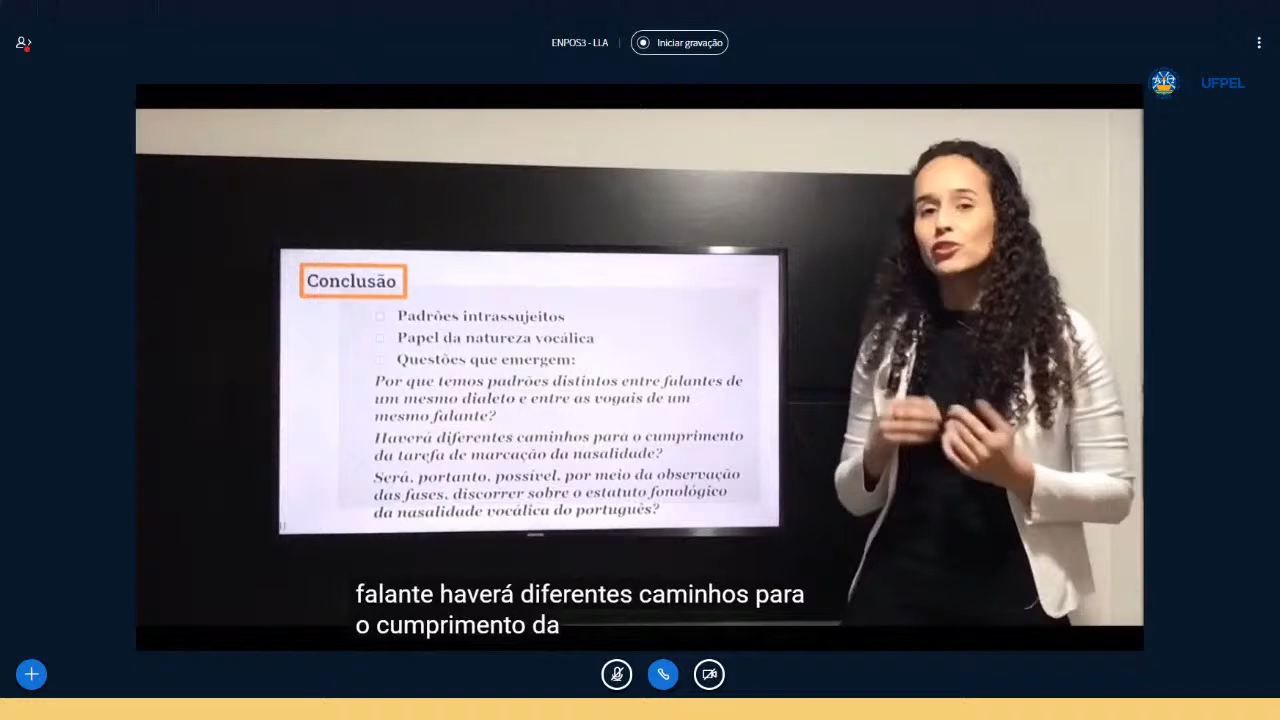 ENPOS3 - LLA
Iniciar gravação
UFPEL
Conclusão
Padrões intrassujeitos
Papel da natureza vocálica
Questões que emergem:
Por que temos padrões distintos entre falantes de
um mesmo dialeto e entre as vogais de um
mesmo falante?
Haverá diferentes caminhos para o cumprimento
da tarefa de marcação da nasalidade?
Será, portanto, possível, por meio da observação
das fases, discorrer sobre o estatuto fonológico
da nasalidade vocálica do português?
falante haverá diferentes caminhos para
o cumprimento da